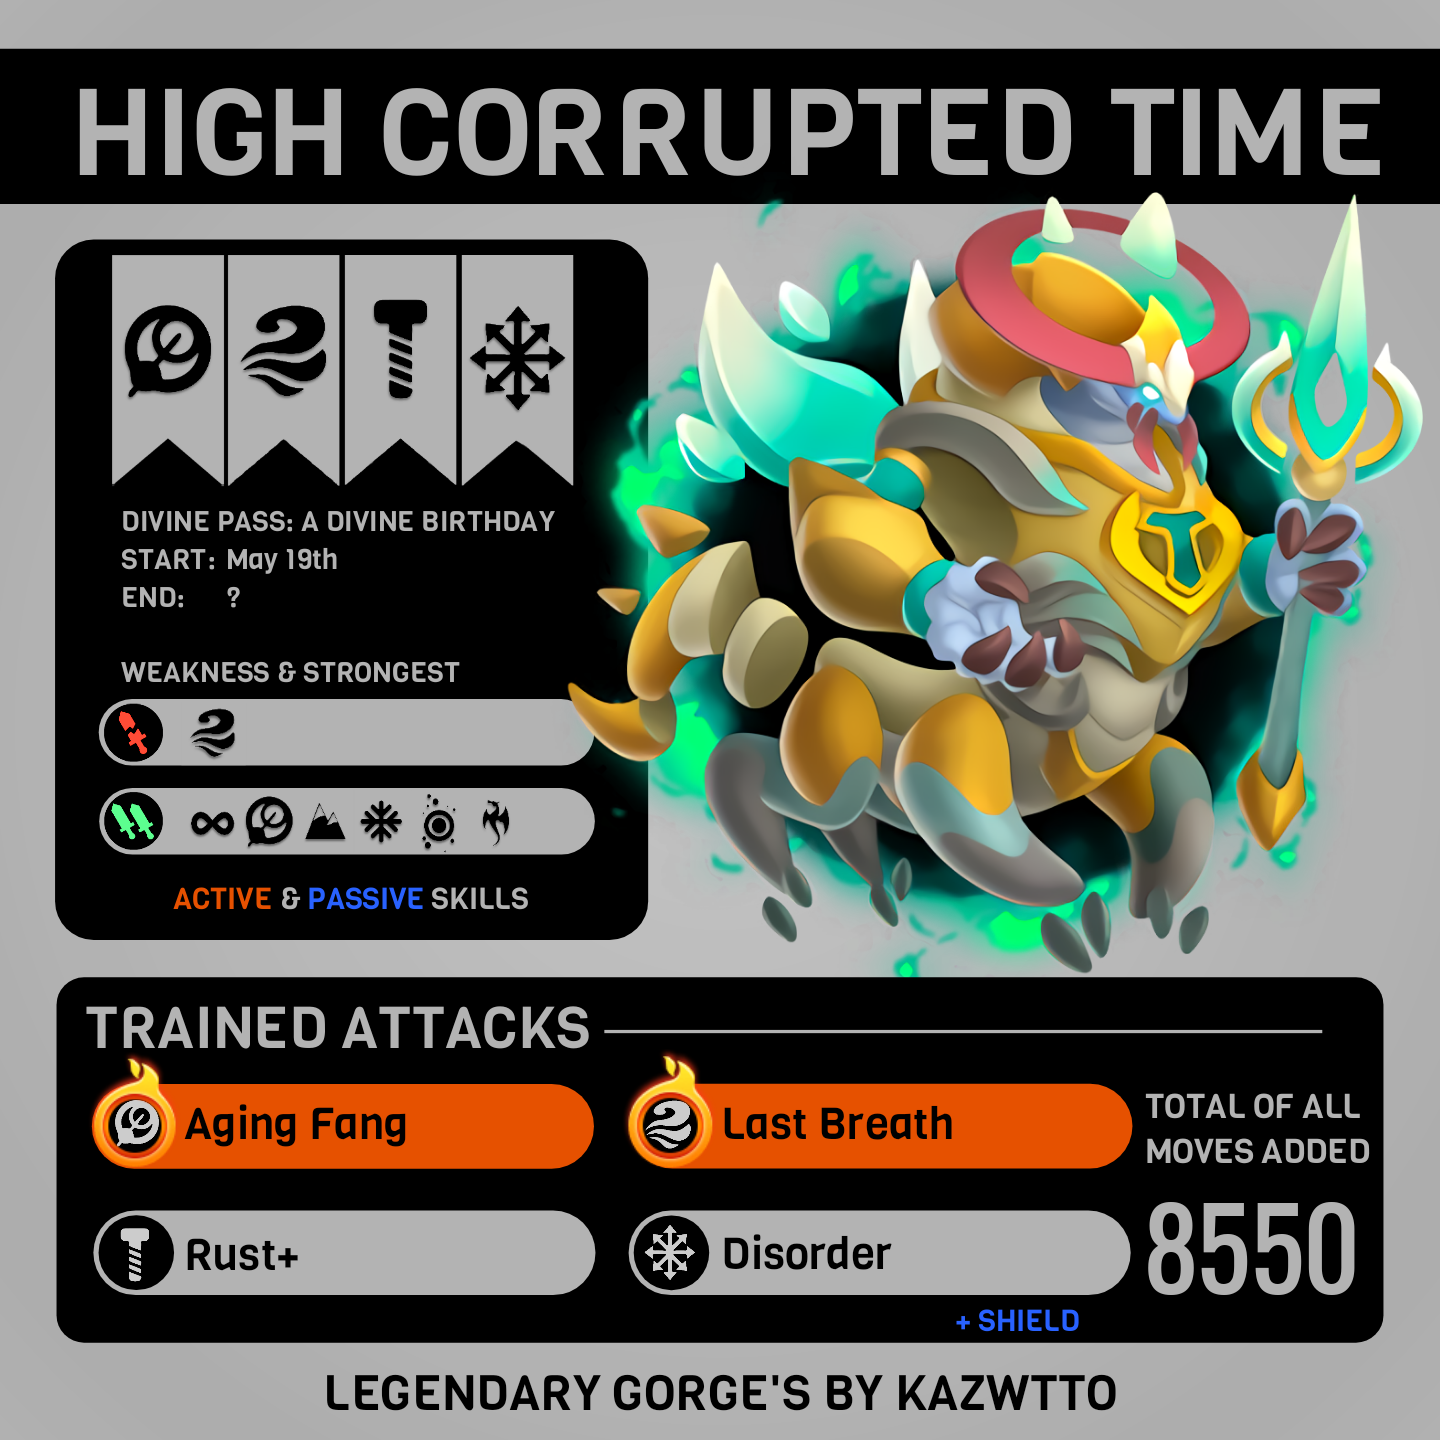 HIGH CORRUPTED TIME
DIVINE PASS: A DIVINE BIRTHDAY
START: May 19th
END: ?
WEAKNESS & STRONGEST
ACTIVE & PASSIVE SKILLS
TRAINED ATTACKS
Aging Fang
Last Breath
TOTAL OF ALL
MOVES ADDED
8550
Rust+
Disorder
+ SHIELD
LEGENDARY GORGE'S BY KAZWTTO